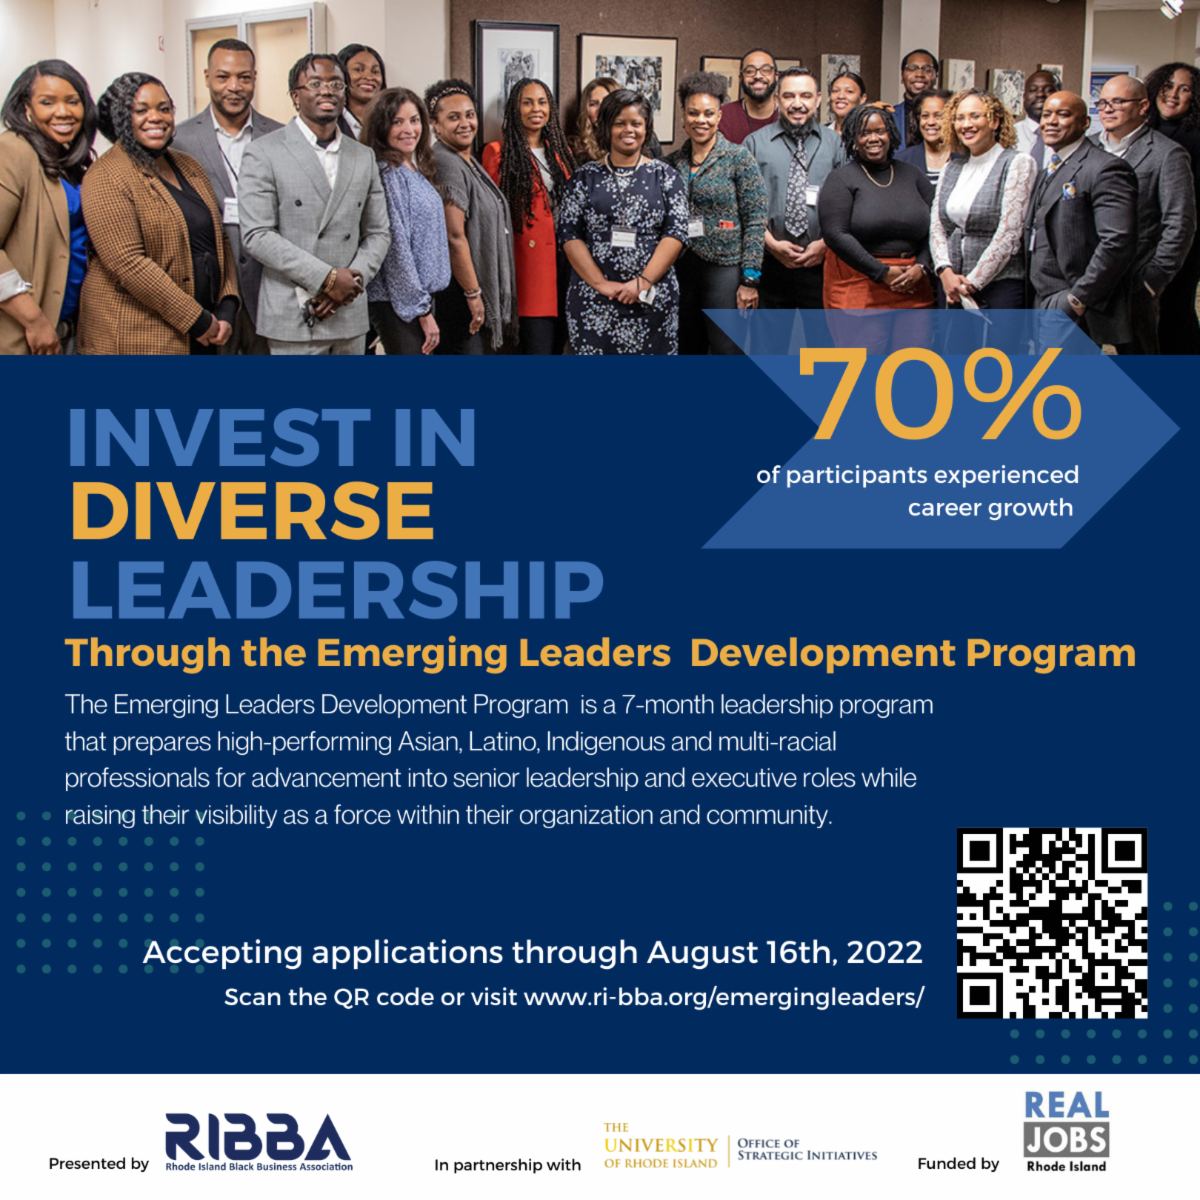 70%
of participants experienced
career growth
INVEST IN
DIVERSE
LEADERSHIP
Through the Emerging Leaders Development Program
The Emerging Leaders Development Program is a 7-month leadership program
that prepares high-performing Asian, Latino, Indigenous and multi-racial
professionals for advancement into senior leadership and executive roles while
raising their visibility as a force within their organization and community.
Accepting applications through August 16th, 2022
Scan the QR code or visit www.ri-bba.org/emergingleaders/
Presented by
RIBBA
Rhode Island Black Business Association
In partnership with
THE
UNIVERSITY
OF RHODE ISLAND
OFFICE OF
STRATEGIC INITIATIVES
Funded by
REAL
JOBS
Rhode Island